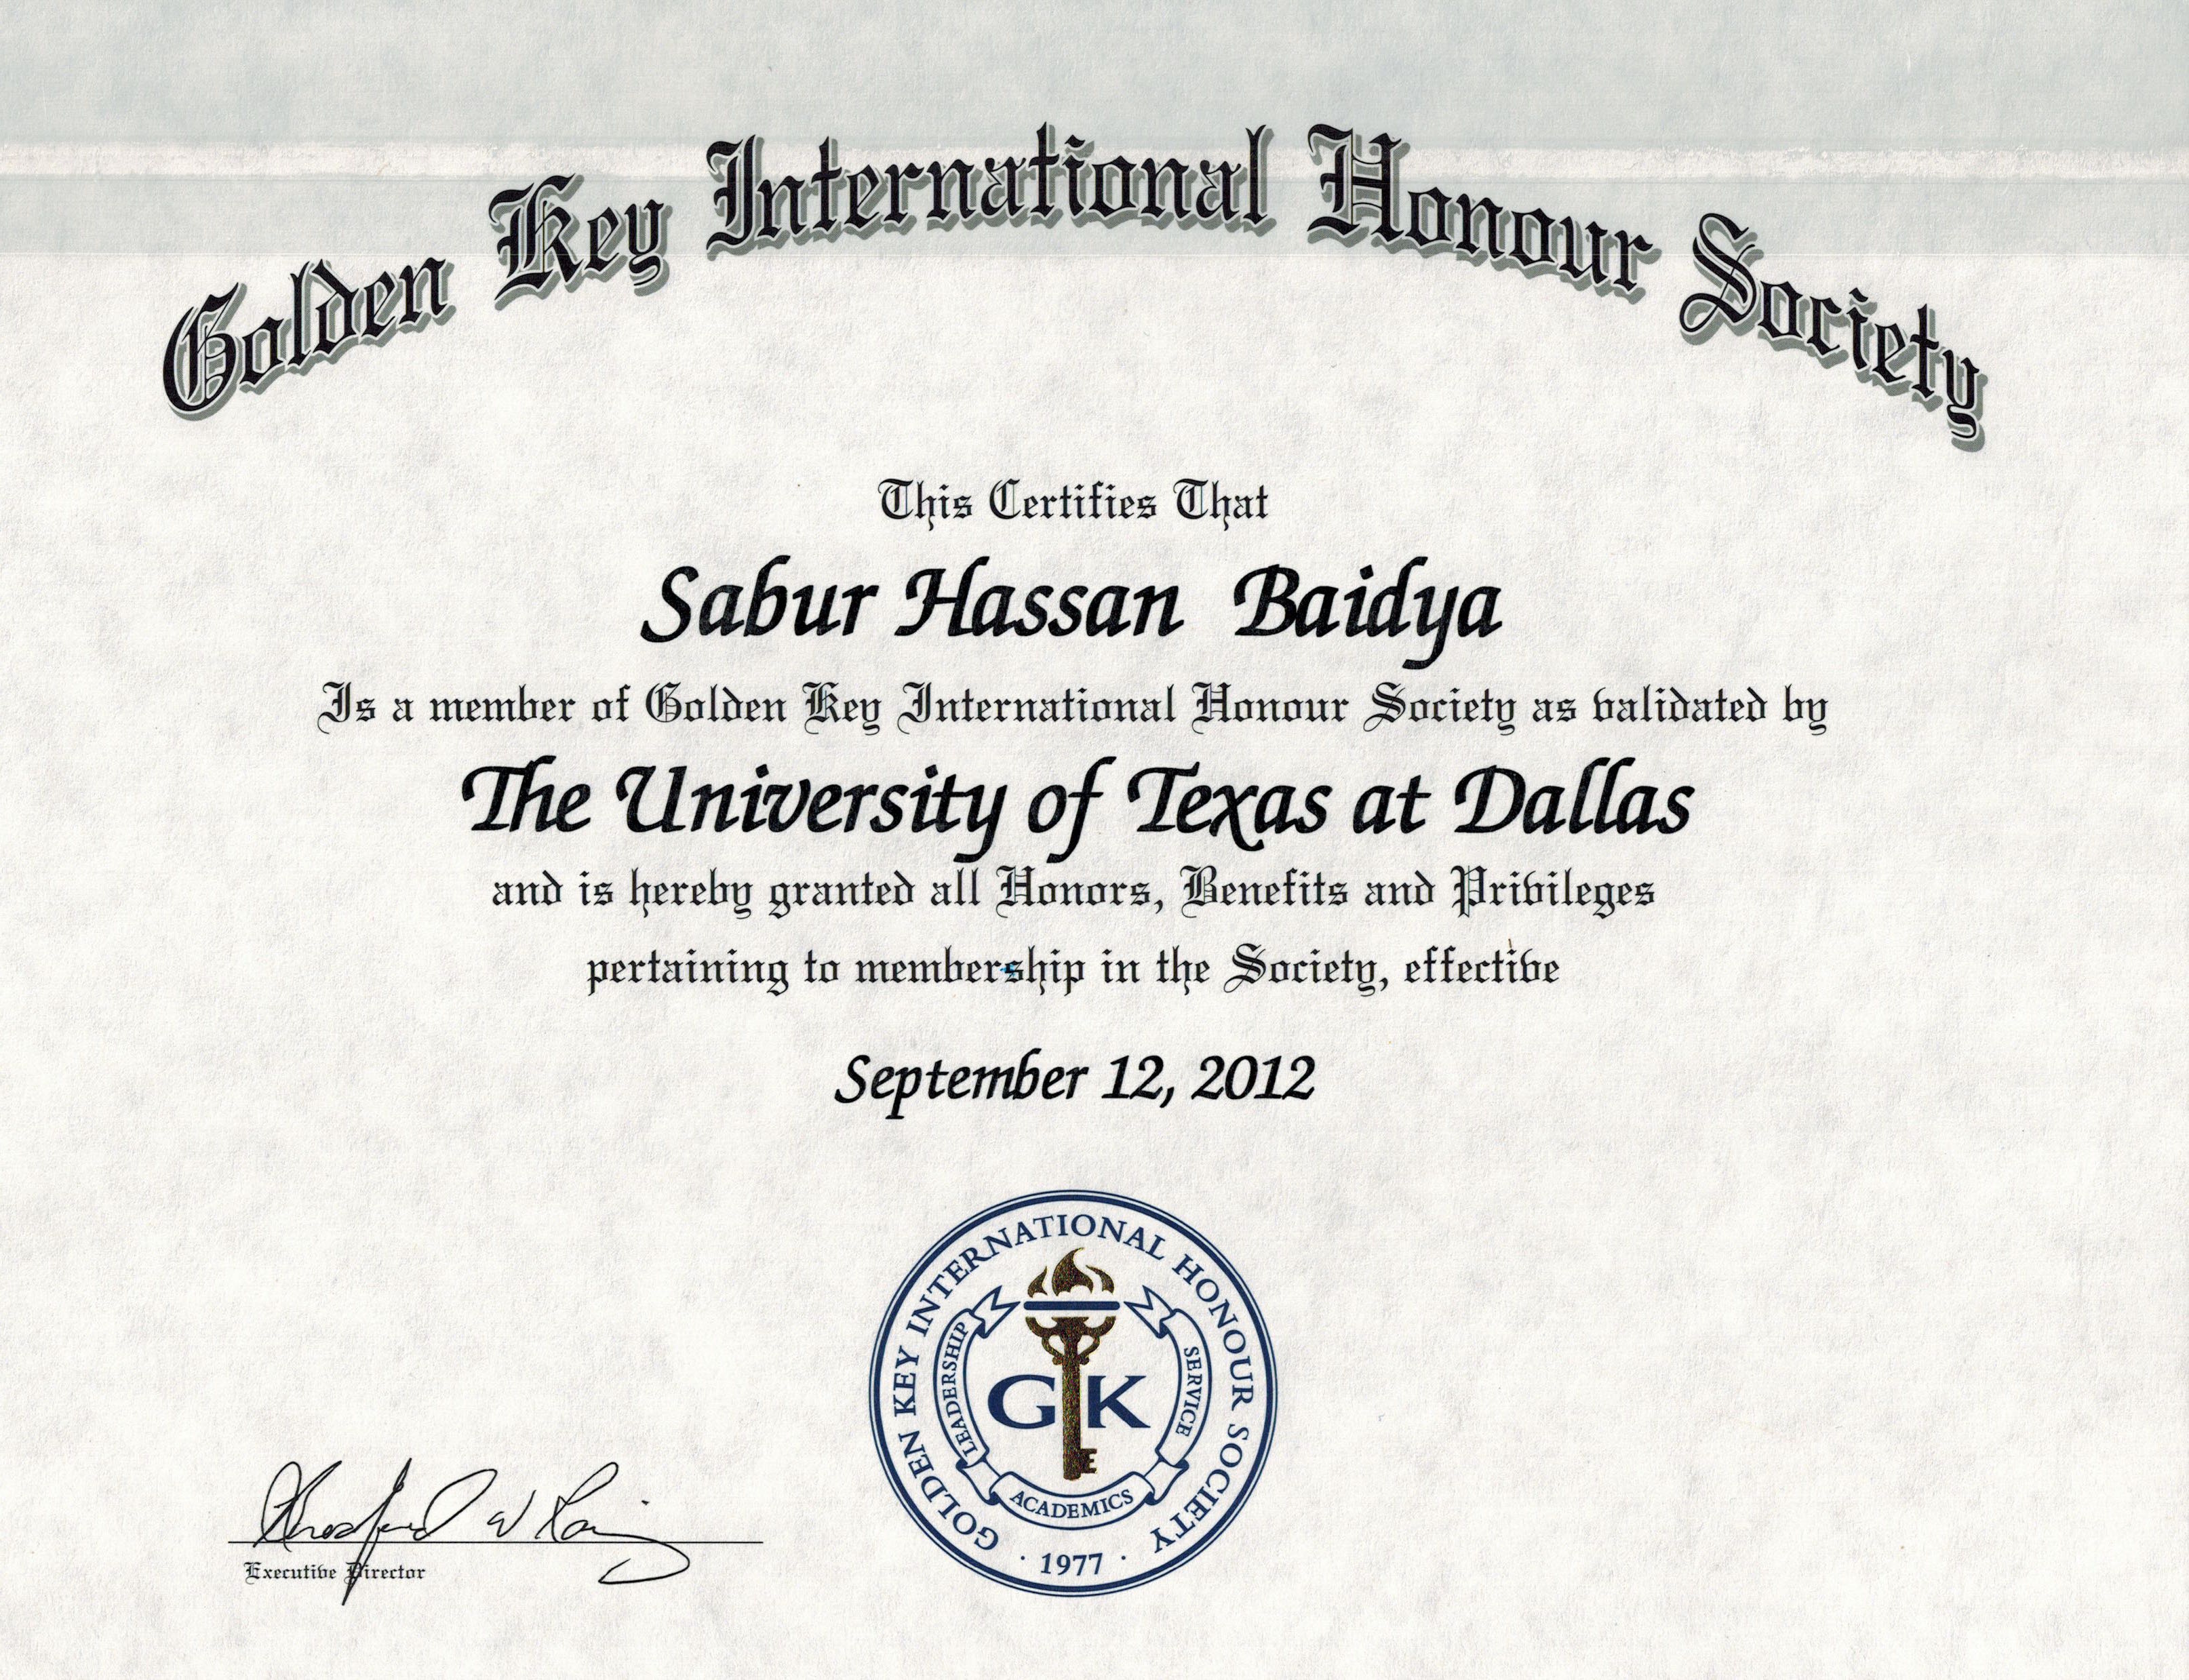 Golden Key International Honour Society
This Certifies That
Sabur Hassan Baidya
Is a member of Golden Key International Honour Society as validated by
The University of Texas at Dallas
and is hereby granted all Honors, Benefits and Privileges
pertaining to membership in the Society, effective
September 12, 2012
GOLDEN KEY INTERNATIONAL HONOUR SOCIETY
LEADERSHIP
SERVICE
GK
ACADEMICS
· 1977 ·
Executive Director